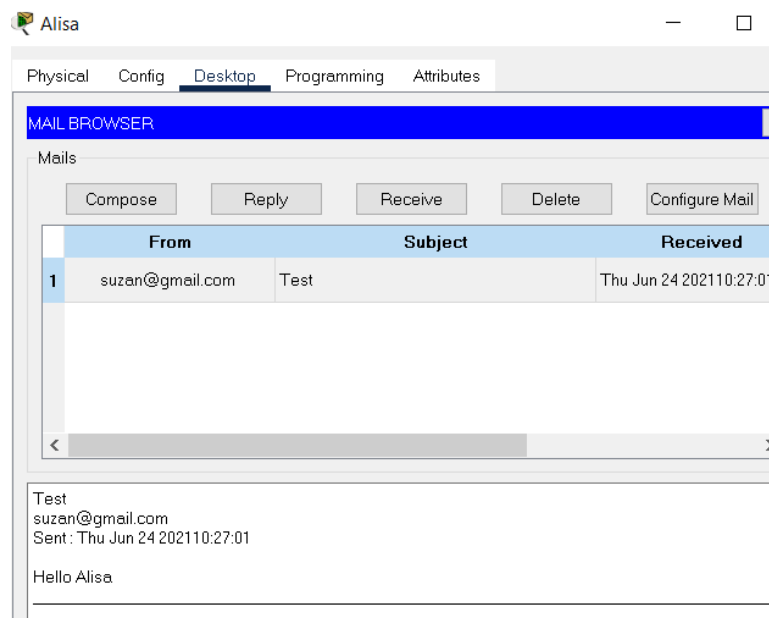 Alisa
Physical Config Desktop Programming Attributes
MAIL BROWSER
Mails
Compose Reply Receive Delete Configure Mail
From Subject Received
1 suzan@gmail.com Test Thu Jun 24 202110:27:01
Test
suzan@gmail.com
Sent : Thu Jun 24 202110:27:01
Hello Alisa